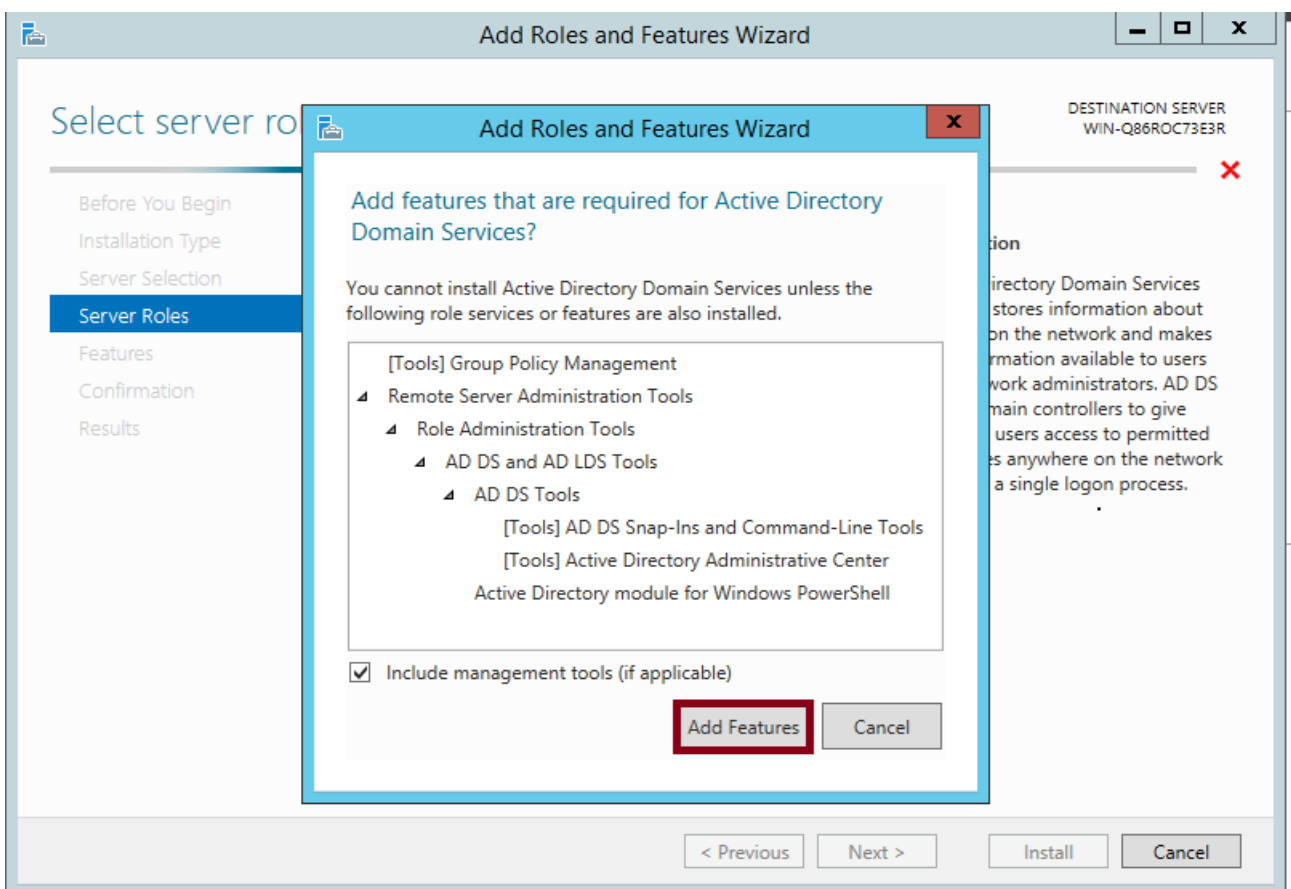 Add Roles and Features Wizard
Select server ro
DESTINATION SERVER
WIN-Q86ROC73E3R
Before You Begin
Installation Type
Server Selection
Server Roles
Features
Confirmation
Results
Add Roles and Features Wizard
Add features that are required for Active Directory
Domain Services?
You cannot install Active Directory Domain Services unless the
following role services or features are also installed.
[Tools] Group Policy Management
Remote Server Administration Tools
Role Administration Tools
AD DS and AD LDS Tools
AD DS Tools
[Tools] AD DS Snap-Ins and Command-Line Tools
[Tools] Active Directory Administrative Center
Active Directory module for Windows PowerShell
Include management tools (if applicable)
Add Features
Cancel
tion
irectory Domain Services
stores information about
on the network and makes
rmation available to users
work administrators. AD DS
main controllers to give
users access to permitted
es anywhere on the network
a single logon process.
< Previous
Next >
Install
Cancel